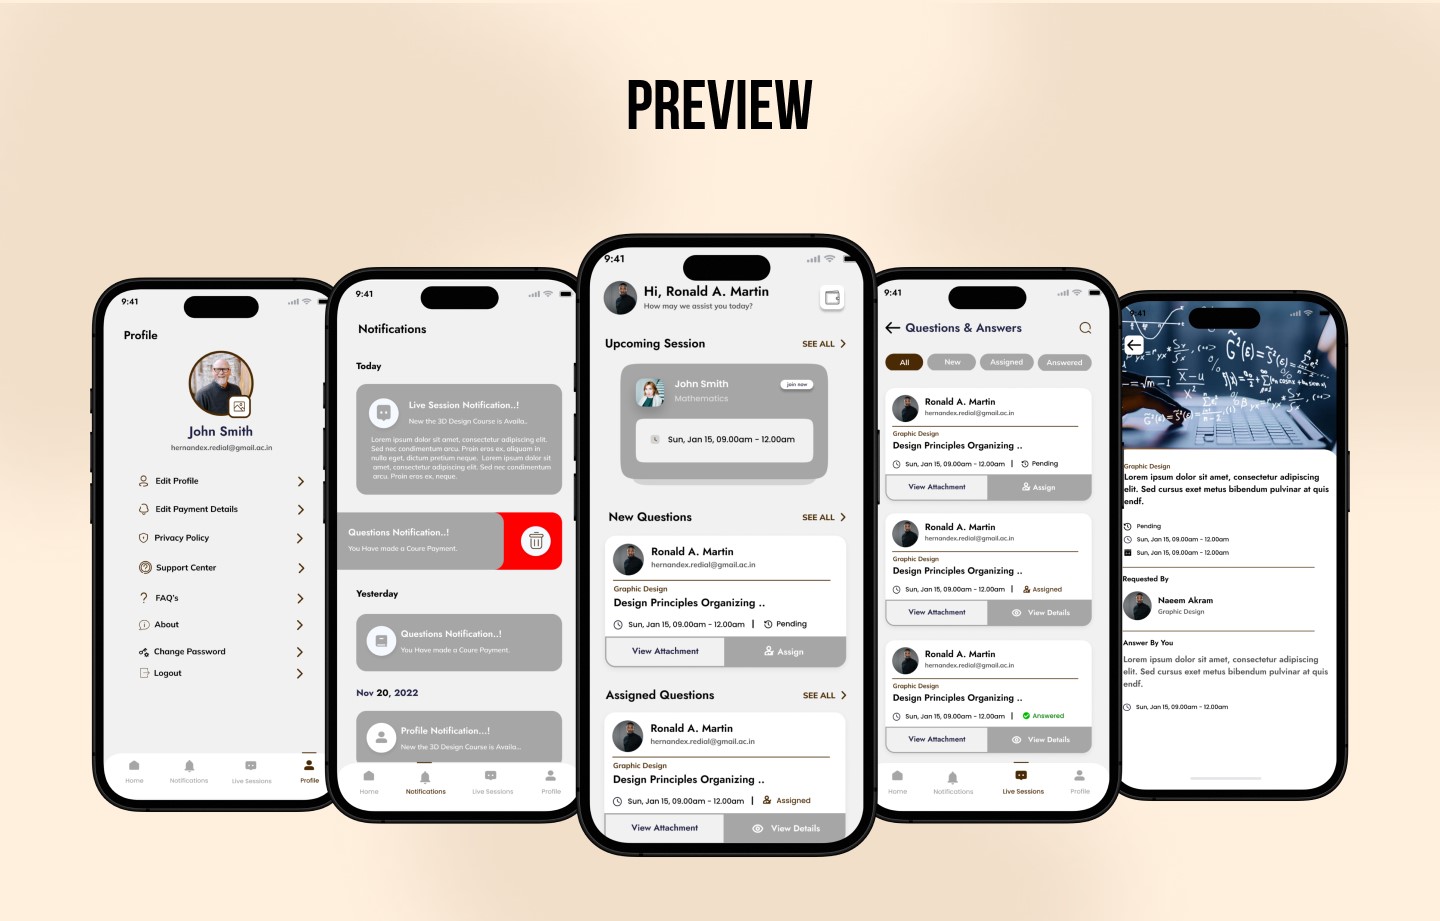 PREVIEW
9:41
Profile
John Smith
hernandex.redial@gmail.ac.in
Edit Profile
Edit Payment Details
Privacy Policy
Support Center
FAQ's
About
Change Password
Logout
Home
Notifications
Live Sessions
Profile
9:41
Notifications
Today
Live Session Notification..!
New the 3D Design Course is Availa..
Lorem ipsum dolor sit amet, consectetur adipiscing elit.
Sed nec condimentum arcu. Proin eros ex, aliquam in
nulla eget, dictum pretium neque. Lorem ipsum dolor sit
amet, consectetur adipiscing elit. Sed nec condimentum
arcu. Proin eros ex, neque.
Questions Notification..!
You Have made a Coure Payment.
Yesterday
Questions Notification..!
You Have made a Coure Payment.
Nov 20, 2022
Profile Notification...!
New the 3D Design Course is Availa...
Home
Notifications
Live Sessions
Profile
9:41
Hi, Ronald A. Martin
How may we assist you today?
Upcoming Session
SEE ALL
John Smith
join now
Mathematics
Sun, Jan 15, 09.00am - 12.00am
New Questions
SEE ALL
Ronald A. Martin
hernandex.redial@gmail.ac.in
Graphic Design
Design Principles Organizing ..
Sun, Jan 15, 09.00am - 12.00am | Pending
View Attachment
Assign
Assigned Questions
SEE ALL
Ronald A. Martin
hernandex.redial@gmail.ac.in
Graphic Design
Design Principles Organizing ..
Sun, Jan 15, 09.00am - 12.00am | Assigned
View Attachment
View Details
9:41
Questions & Answers
All
New
Assigned
Answered
Ronald A. Martin
hernandex.redial@gmail.ac.in
Graphic Design
Design Principles Organizing ..
Sun, Jan 15, 09.00am - 12.00am | Pending
View Attachment
Assign
Ronald A. Martin
hernandex.redial@gmail.ac.in
Graphic Design
Design Principles Organizing ..
Sun, Jan 15, 09.00am - 12.00am | Assigned
View Attachment
View Details
Ronald A. Martin
hernandex.redial@gmail.ac.in
Graphic Design
Design Principles Organizing ..
Sun, Jan 15, 09.00am - 12.00am | Answered
View Attachment
View Details
Home
Notifications
Live Sessions
Profile
9:41
Graphic Design
Lorem ipsum dolor sit amet, consectetur adipiscing
elit. Sed cursus exet metus bibendum pulvinar at quis
endf.
Pending
Sun, Jan 15, 09.00am - 12.00am
Sun, Jan 15, 09.00am - 12.00am
Requested By
Naeem Akram
Graphic Design
Answer By You
Lorem ipsum dolor sit amet, consectetur adipiscing
elit. Sed cursus exet metus bibendum pulvinar at quis
endf.
Sun, Jan 15, 09.00am - 12.00am